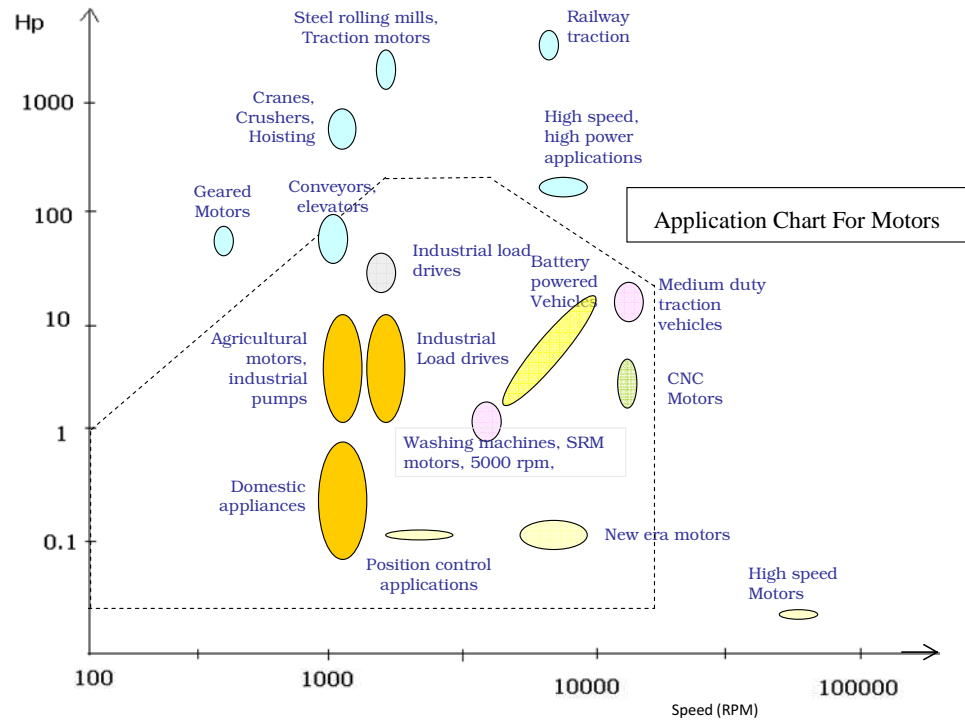 Hp
Steel rolling mills,
Traction motors
Railway
traction
1000
Cranes,
Crushers,
Hoisting
High speed,
high power
applications
Geared
Motors
Conveyors,
elevators
100
Application Chart For Motors
Industrial load
drives
Battery
powered
Vehicles
Medium duty
traction
vehicles
10
Agricultural
motors,
industrial
pumps
Industrial
Load drives
CNC
Motors
1
Washing machines, SRM
motors, 5000 rpm,
Domestic
appliances
0.1
New era motors
Position control
applications
High speed
Motors
100
1000
10000
100000
Speed (RPM)